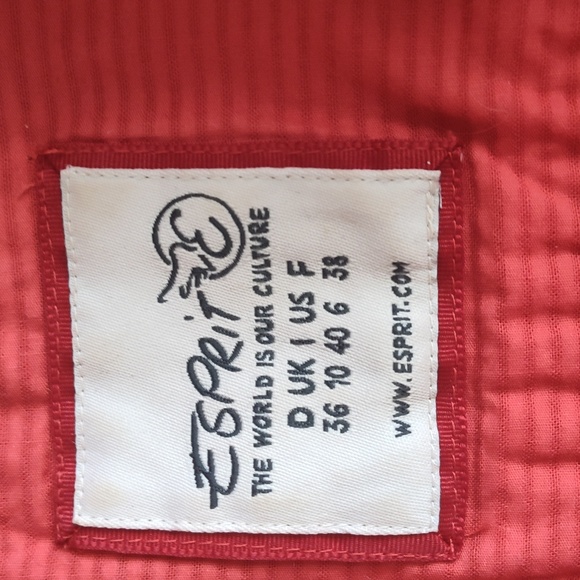 ESPRiT
THE WORLD IS OUR CULTURE
D UK I US F
36 10 40 6 38
WWW.ESPRIT.COM